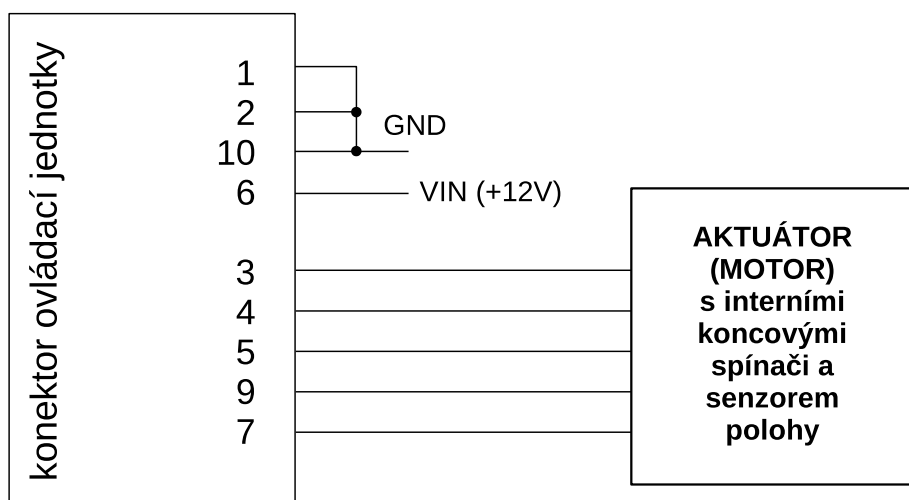 konektor ovládací jednotky
1
2
10
6
3
4
5
9
7
GND
VIN (+12V)
AKTUÁTOR
(MOTOR)
s interními
koncovými
spínači a
senzorem
polohy